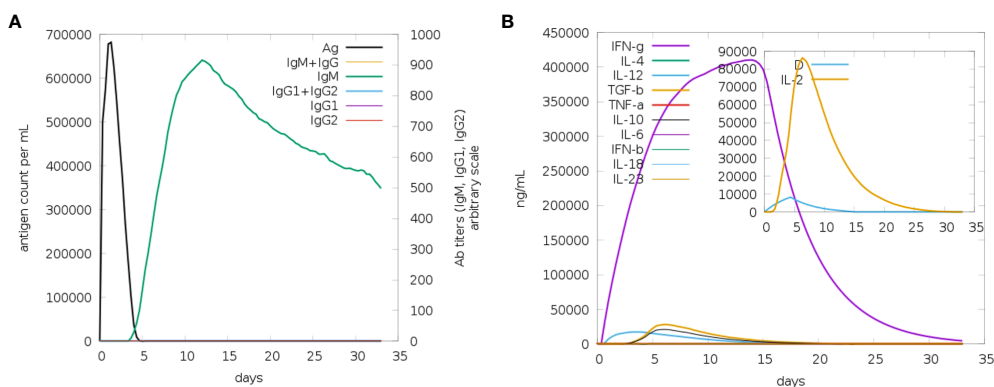 A
700000
600000
500000
400000
300000
200000
100000
0
antigen count per mL
0 5 10 15 20 25 30 35
days
1000
900
800
700
600
500
400
300
200
100
0
Ab titers (IgM, IgG1, IgG2)
arbitrary scale
Ag
IgM+IgG
IgM
IgG1+IgG2
IgG1
IgG2
B
450000
400000
350000
300000
250000
200000
150000
100000
50000
0
ng/mL
0 5 10 15 20 25 30 35
days
IFN-g
IL-4
IL-12
TGF-b
TNF-a
IL-10
IL-6
IFN-b
IL-18
IL-23
90000
80000
70000
60000
50000
40000
30000
20000
10000
0
0 5 10 15 20 25 30 35
D
IL-2